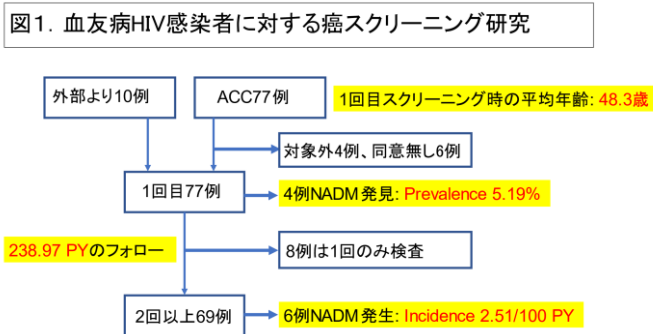 図１. 血友病HIV感染者に対する癌スクリーニング研究
外部より10例
ACC77例
1回目スクリーニング時の平均年齢: 48.3歳
対象外4例、同意無し6例
1回目77例
4例NADM発見: Prevalence 5.19%
238.97 PYのフォロー
8例は1回のみ検査
2回以上69例
6例NADM発生: Incidence 2.51/100 PY